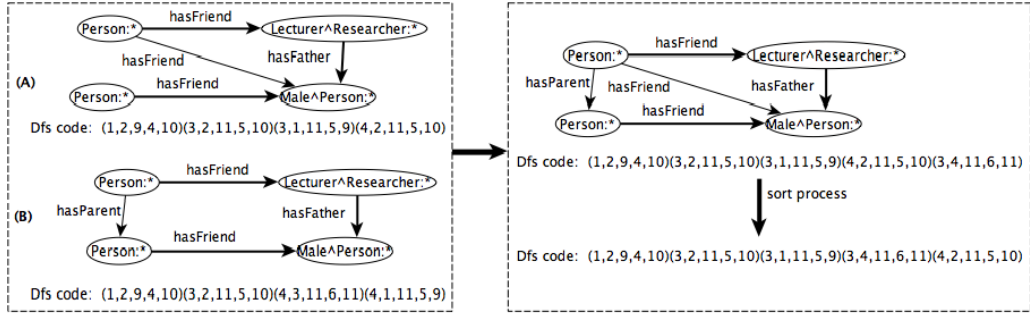 hasFriend
Person:*
Lecturer^Researcher:*
hasFriend
hasFather
(A)
hasFriend
Person:*
Male^Person:*
Dfs code: (1,2,9,4,10)(3,2,11,5,10)(3,1,11,5,9)(4,2,11,5,10)
Person:*
hasFriend
Lecturer^Researcher:*
hasParent
hasFather
(B)
hasFriend
Person:*
Male^Person:*
Dfs code: (1,2,9,4,10)(3,2,11,5,10)(4,3,11,6,11)(4,1,11,5,9)
hasFriend
Person:*
Lecturer^Researcher:*
hasParent
hasFriend
hasFather
hasFriend
Person:*
Male^Person:*
Dfs code: (1,2,9,4,10)(3,2,11,5,10)(3,1,11,5,9)(4,2,11,5,10)(3,4,11,6,11)
sort process
Dfs code: (1,2,9,4,10)(3,2,11,5,10)(3,1,11,5,9)(3,4,11,6,11)(4,2,11,5,10)